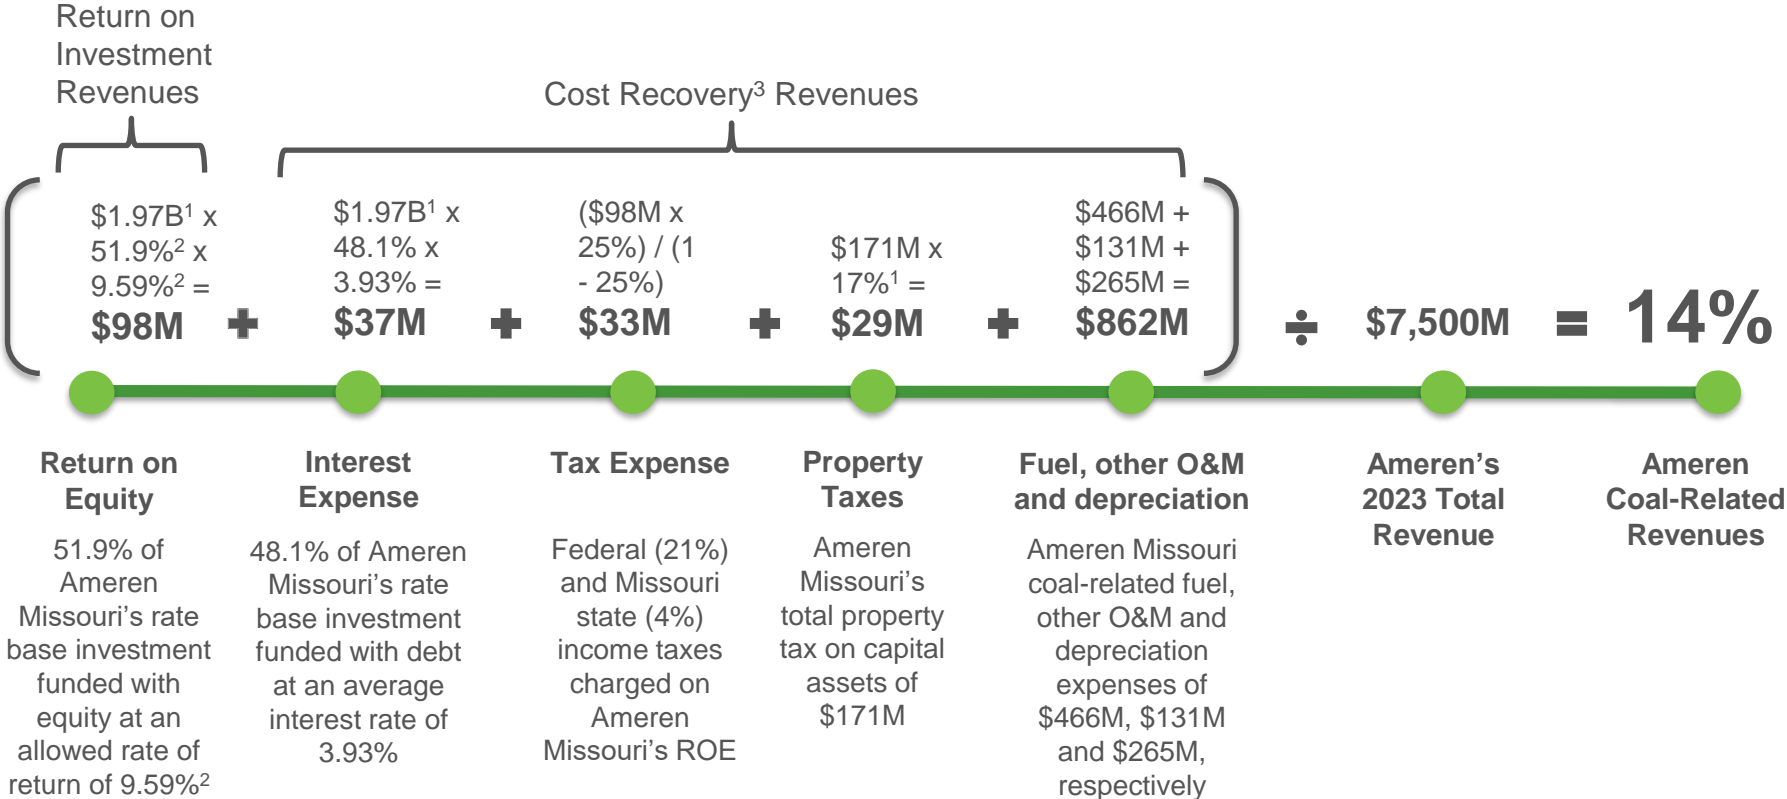 Return on
Investment
Revenues
Cost Recovery³ Revenues
$1.97B¹ x
51.9%² x
9.59%² =
$98M
$1.97B¹ x
48.1% x
3.93% =
$37M
($98M x
25%) / (1
- 25%)
$33M
$171M x
17%¹ =
$29M
$466M +
$131M +
$265M =
$862M
÷
$7,500M
=
14%
Return on
Equity
51.9% of
Ameren
Missouri’s rate
base investment
funded with
equity at an
allowed rate of
return of 9.59%²
Interest
Expense
48.1% of Ameren
Missouri’s rate
base investment
funded with debt
at an average
interest rate of
3.93%
Tax Expense
Federal (21%)
and Missouri
state (4%)
income taxes
charged on
Ameren
Missouri’s ROE
Property
Taxes
Ameren
Missouri’s
total property
tax on capital
assets of
$171M
Fuel, other O&M
and depreciation
Ameren Missouri
coal-related fuel,
other O&M and
depreciation
expenses of
$466M, $131M
and $265M,
respectively
Ameren’s
2023 Total
Revenue
Ameren
Coal-Related
Revenues